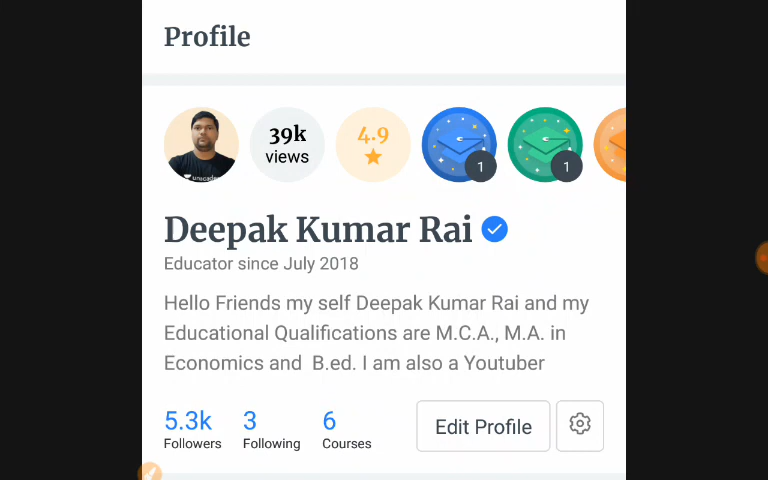 Profile
39k
views
4.9
1
1
Deepak Kumar Rai
Educator since July 2018
Hello Friends my self Deepak Kumar Rai and my
Educational Qualifications are M.C.A., M.A. in
Economics and B.ed. I am also a Youtuber
5.3k 3 6
Followers Following Courses
Edit Profile